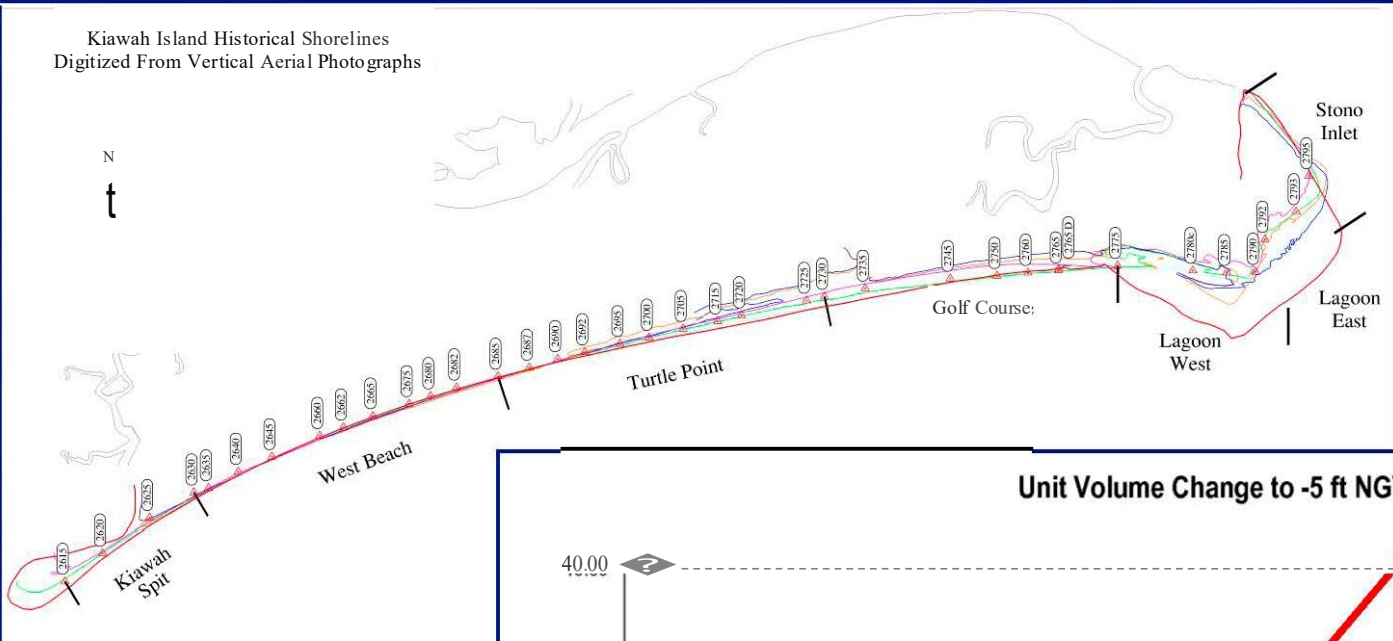 Kiawah Island Historical Shorelines
Digitized From Vertical Aerial Photographs
N
t
Stono
Inlet
2795
2793
2792
2790
2785
2780c
2775
2765 D
2765
2760
2750
2745
2735
2730
2725
2720
2715
2705
2700
2695
2692
2690
2687
2685
2682
2680
2675
2665
2662
2660
2645
2640
2635
2630
2625
2620
2615
Lagoon
East
Lagoon
West
Golf Course:
Turtle Point
West Beach
Kiawah
Spit
Unit Volume Change to -5 ft NG
40.00
?